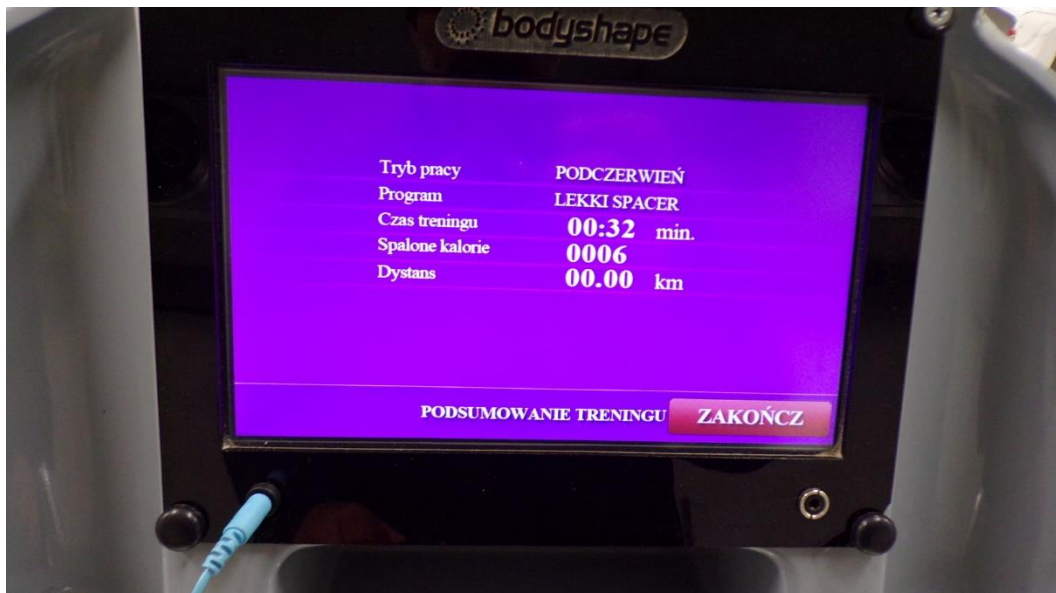 bodyshape
Tryb pracy PODCZERWIEŃ
Program LEKKI SPACER
Czas treningu 00:32 min.
Spalone kalorie 0006
Dystans 00.00 km
PODSUMOWANIE TRENINGU ZAKOŃCZ